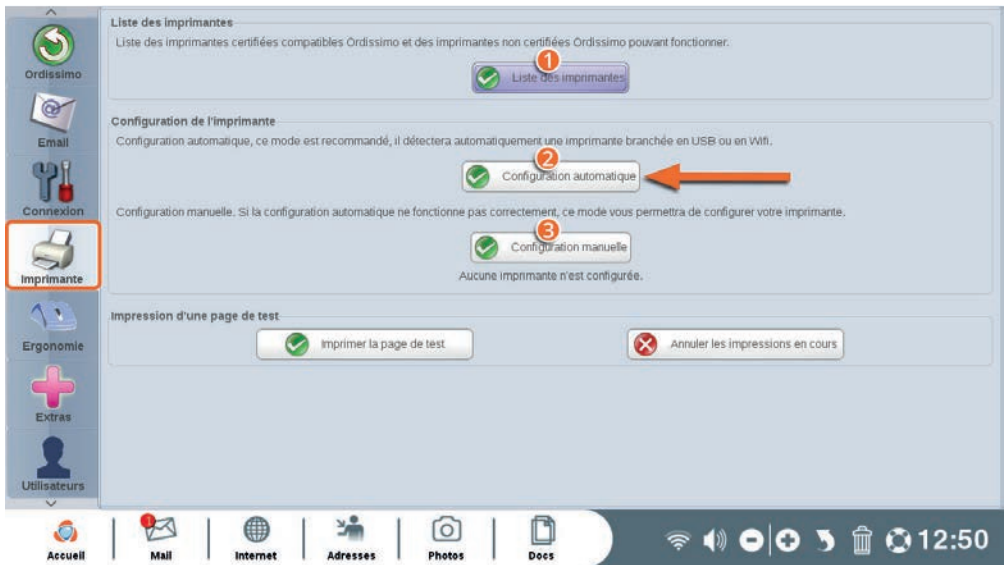 Liste des imprimantes
Liste des imprimantes certifiées compatibles Ordissimo et des imprimantes non certifiées Ordissimo pouvant fonctionner.
1
Liste des imprimantes
Ordissimo
Email
Connexion
Imprimante
Ergonomie
Extras
Utilisateurs
Configuration de l'imprimante
Configuration automatique, ce mode est recommandé, il détectera automatiquement une imprimante branchée en USB ou en Wifi.
2
Configuration automatique
Configuration manuelle. Si la configuration automatique ne fonctionne pas correctement, ce mode vous permettra de configurer votre imprimante.
3
Configuration manuelle
Aucune imprimante n'est configurée.
Impression d'une page de test
Imprimer la page de test
Annuler les impressions en cours
1
Accueil
Mail
Internet
Adresses
Photos
Docs
12:50